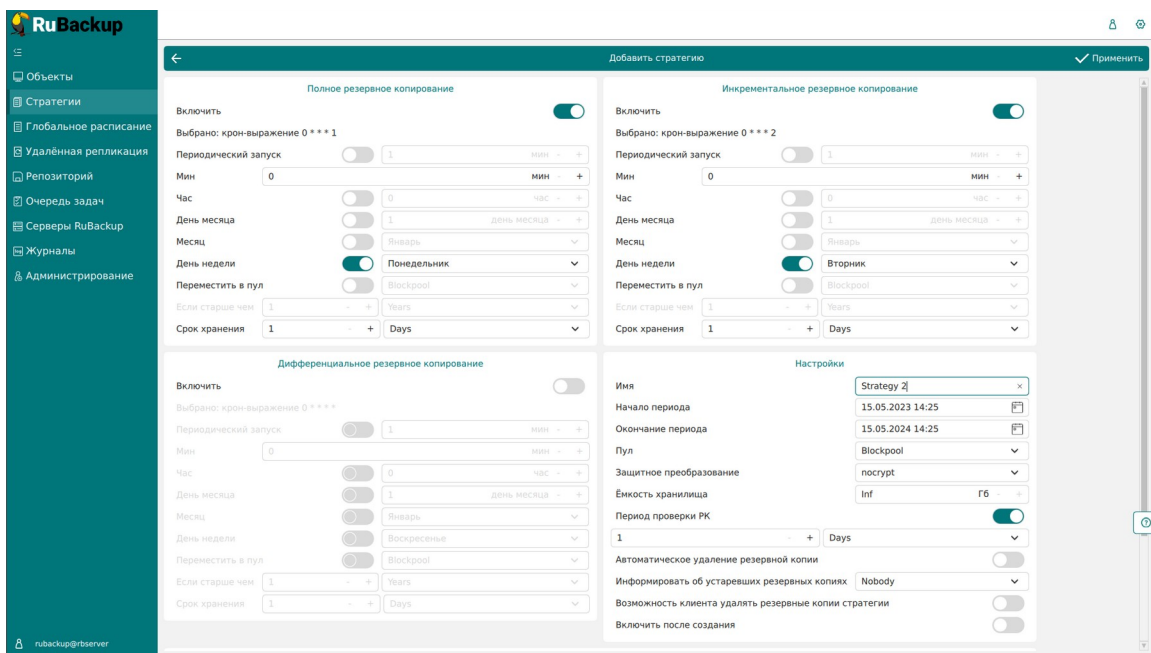 RuBackup
Объекты
Стратегии
Глобальное расписание
Удалённая репликация
Репозиторий
Очередь задач
Серверы RuBackup
Журналы
Администрирование
rubackup@rbserver
Добавить стратегию
Применить
Полное резервное копирование
Включить
Выбрано: крон-выражение 0 * * * 1
Периодический запуск 1 мин - +
Мин 0 мин - +
Час 0 час - +
День месяца 1 день месяца - +
Месяц Январь
День недели Понедельник
Переместить в пул Blockpool
Если старше чем 1 - + Years
Срок хранения 1 - + Days
Инкрементальное резервное копирование
Включить
Выбрано: крон-выражение 0 * * * 2
Периодический запуск 1 мин - +
Мин 0 мин - +
Час 0 час - +
День месяца 1 день месяца - +
Месяц Январь
День недели Вторник
Переместить в пул Blockpool
Если старше чем 1 - + Years
Срок хранения 1 - + Days
Дифференциальное резервное копирование
Включить
Выбрано: крон-выражение 0 * * * *
Периодический запуск 1 мин - +
Мин 0 мин - +
Час 0 час - +
День месяца 1 день месяца - +
Месяц Январь
День недели Воскресенье
Переместить в пул Blockpool
Если старше чем 1 - + Years
Срок хранения 1 - + Days
Настройки
Имя Strategy 2 ×
Начало периода 15.05.2023 14:25
Окончание периода 15.05.2024 14:25
Пул Blockpool
Защитное преобразование nocrypt
Ёмкость хранилища Inf Гб - +
Период проверки РК
1 - + Days
Автоматическое удаление резервной копии
Информировать об устаревших резервных копиях Nobody
Возможность клиента удалять резервные копии стратегии
Включить после создания